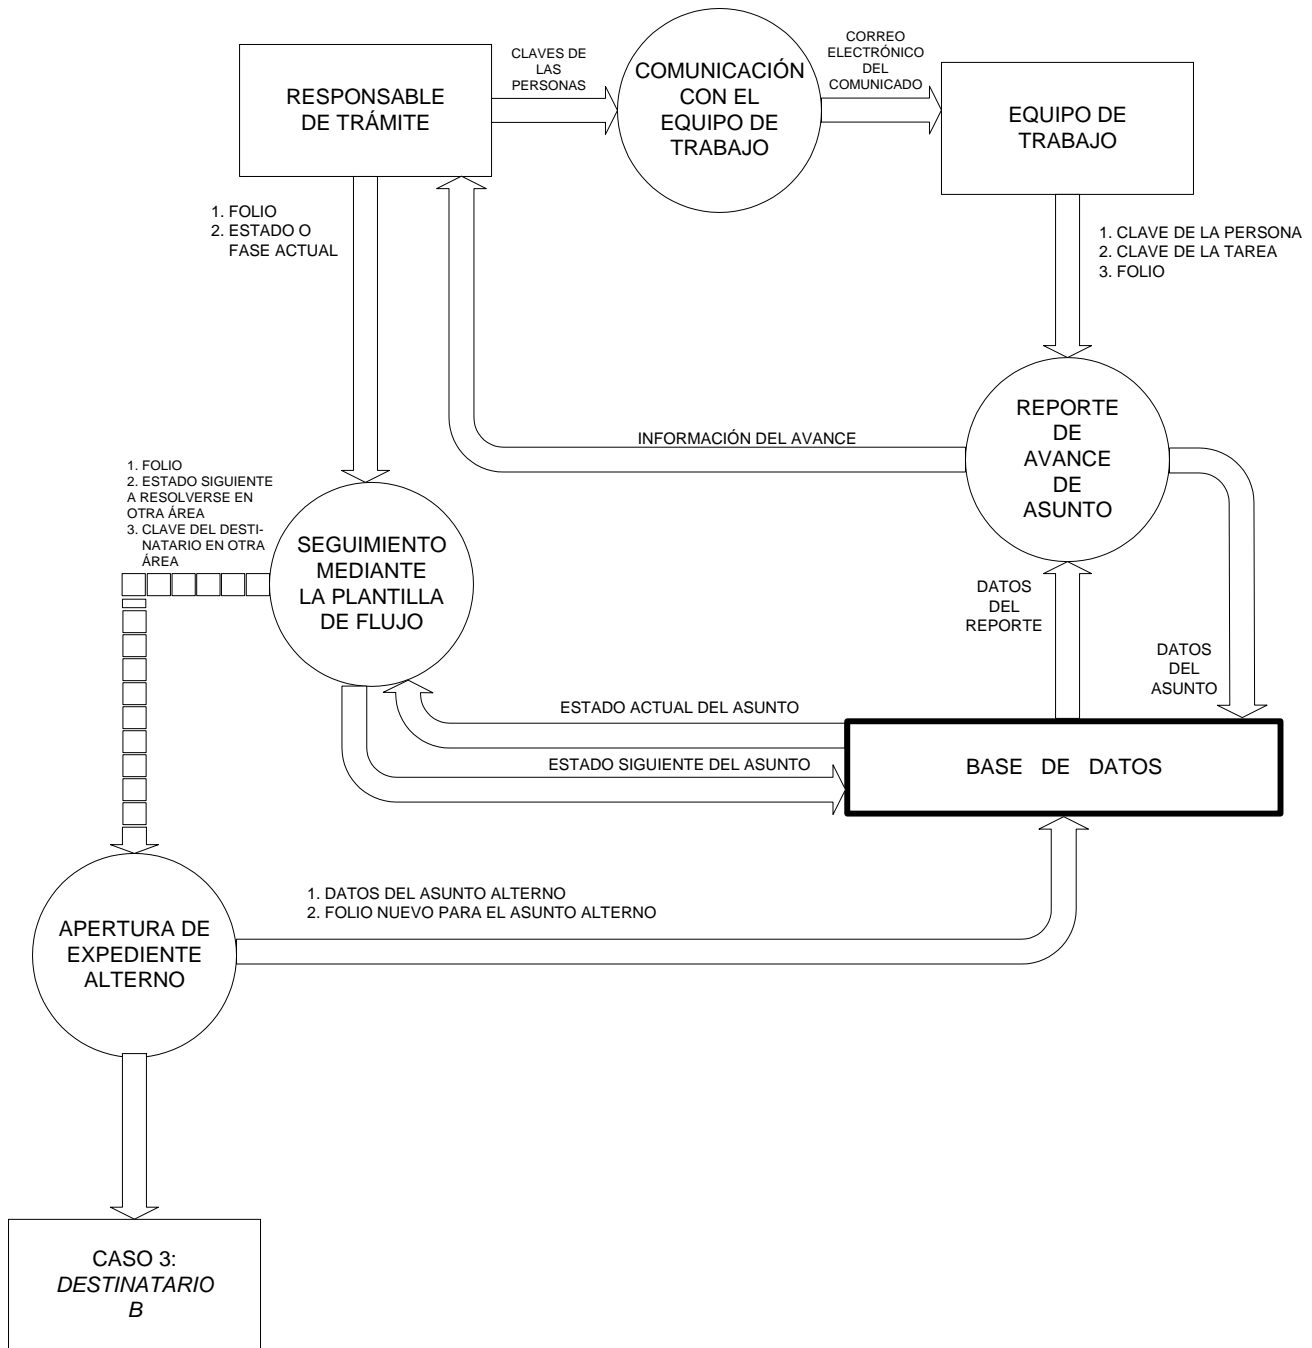 CLAVES DE
LAS
PERSONAS
CORREO
ELECTRÓNICO
DEL
COMUNICADO
RESPONSABLE
DE TRÁMITE
COMUNICACIÓN
CON EL
EQUIPO DE
TRABAJO
EQUIPO DE
TRABAJO
1. FOLIO
2. ESTADO O
FASE ACTUAL
1. CLAVE DE LA PERSONA
2. CLAVE DE LA TAREA
3. FOLIO
INFORMACIÓN DEL AVANCE
REPORTE
DE
AVANCE
DE
ASUNTO
1. FOLIO
2. ESTADO SIGUIENTE
A RESOLVERSE EN
OTRA ÁREA
3. CLAVE DEL DESTI-
NATARIO EN OTRA
ÁREA
SEGUIMIENTO
MEDIANTE
LA PLANTILLA
DE FLUJO
DATOS
DEL
REPORTE
DATOS
DEL
ASUNTO
ESTADO ACTUAL DEL ASUNTO
ESTADO SIGUIENTE DEL ASUNTO
BASE DE DATOS
1. DATOS DEL ASUNTO ALTERNO
2. FOLIO NUEVO PARA EL ASUNTO ALTERNO
APERTURA DE
EXPEDIENTE
ALTERNO
CASO 3:
DESTINATARIO
B